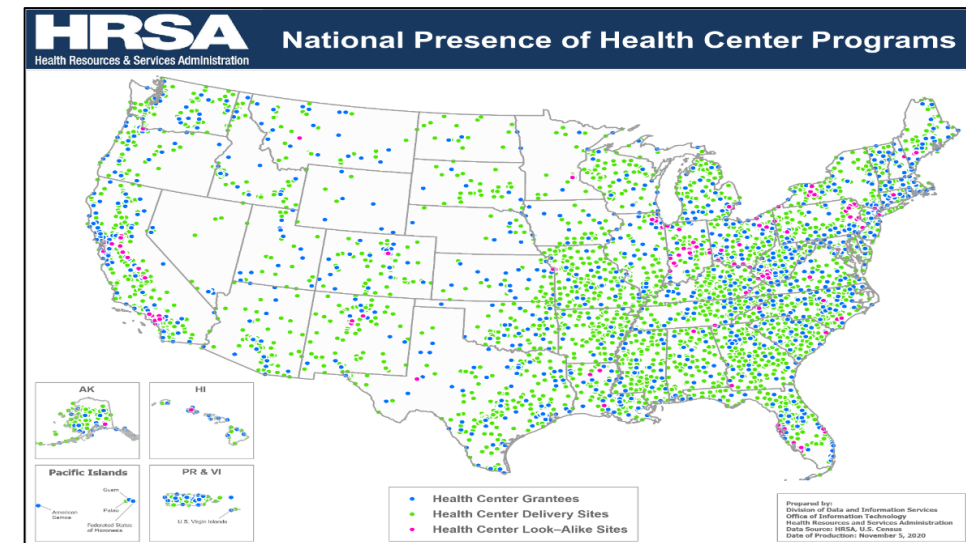 HRSA
Health Resources & Services Administration
National Presence of Health Center Programs
AK
HI
Pacific Islands
Guam
Palau
American
Samoa
Federated States
of Micronesia
PR & VI
U.S. Virgin Islands
Health Center Grantees
Health Center Delivery Sites
Health Center Look–Alike Sites
Prepared by:
Division of Data and Information Services
Office of Information Technology
Health Resources and Services Administration
Data Source: HRSA, U.S. Census
Date of Production: November 5, 2020